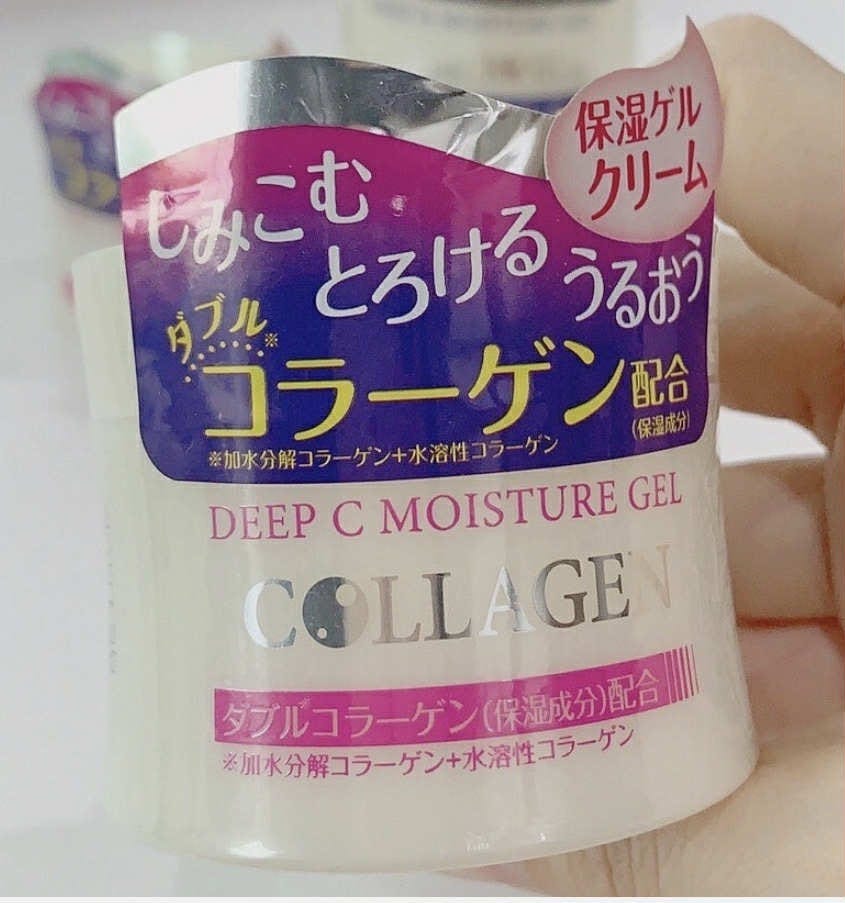 保湿ゲル
クリーム
しみこむ
とろける
うるおう
ダブル※
コラーゲン配合
(保湿成分)
※加水分解コラーゲン+水溶性コラーゲン
DEEP C MOISTURE GEL
COLLAGEN
ダブルコラーゲン(保湿成分)配合
※加水分解コラーゲン+水溶性コラーゲン